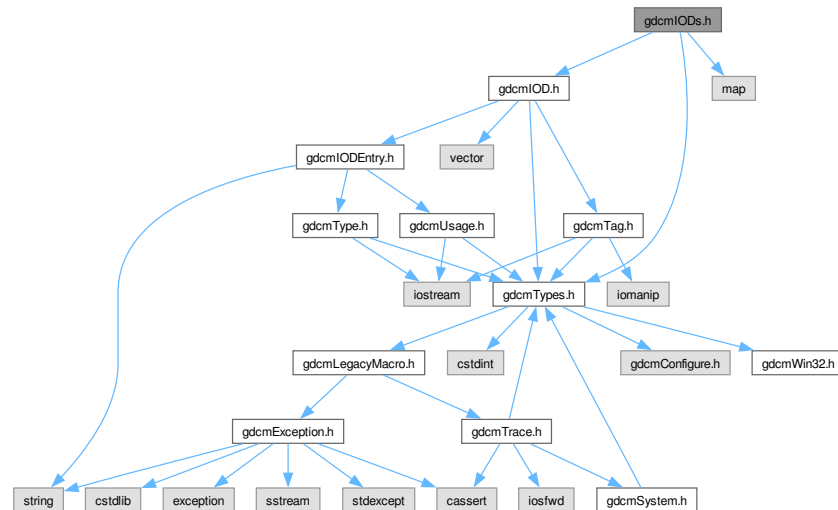 gdcmIODs.h
gdcmIOD.h
map
gdcmIODEntry.h
vector
gdcmType.h
gdcmUsage.h
gdcmTag.h
iostream
gdcmTypes.h
iomanip
gdcmLegacyMacro.h
cstdint
gdcmConfigure.h
gdcmWin32.h
gdcmException.h
gdcmTrace.h
string
cstdlib
exception
sstream
stdexcept
cassert
iosfwd
gdcmSystem.h